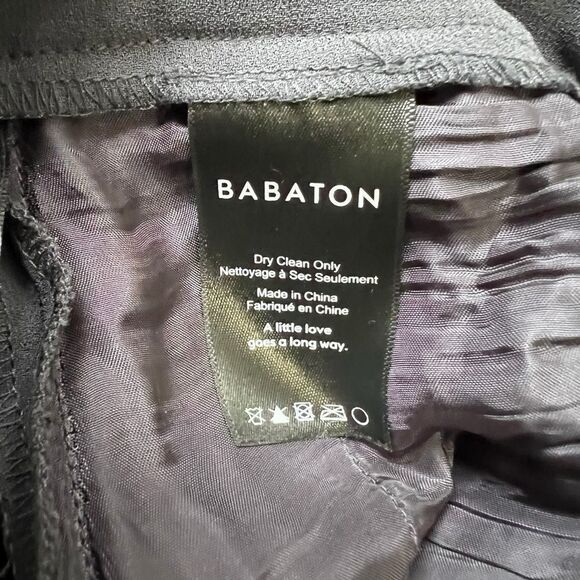 BABATON
Dry Clean Only
Nettoyage à Sec Seulement
Made in China
Fabriqué en Chine
A little love
goes a long way.